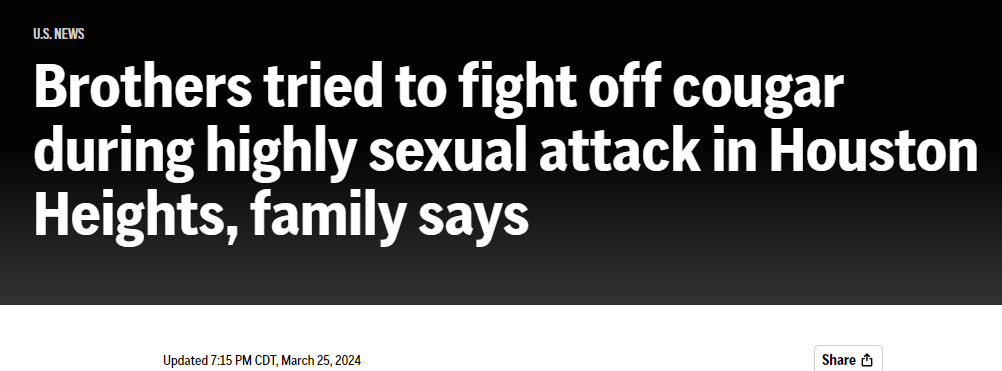 U.S. NEWS
Brothers tried to fight off cougar
during highly sexual attack in Houston
Heights, family says
Updated 7:15 PM CDT, March 25, 2024
Share